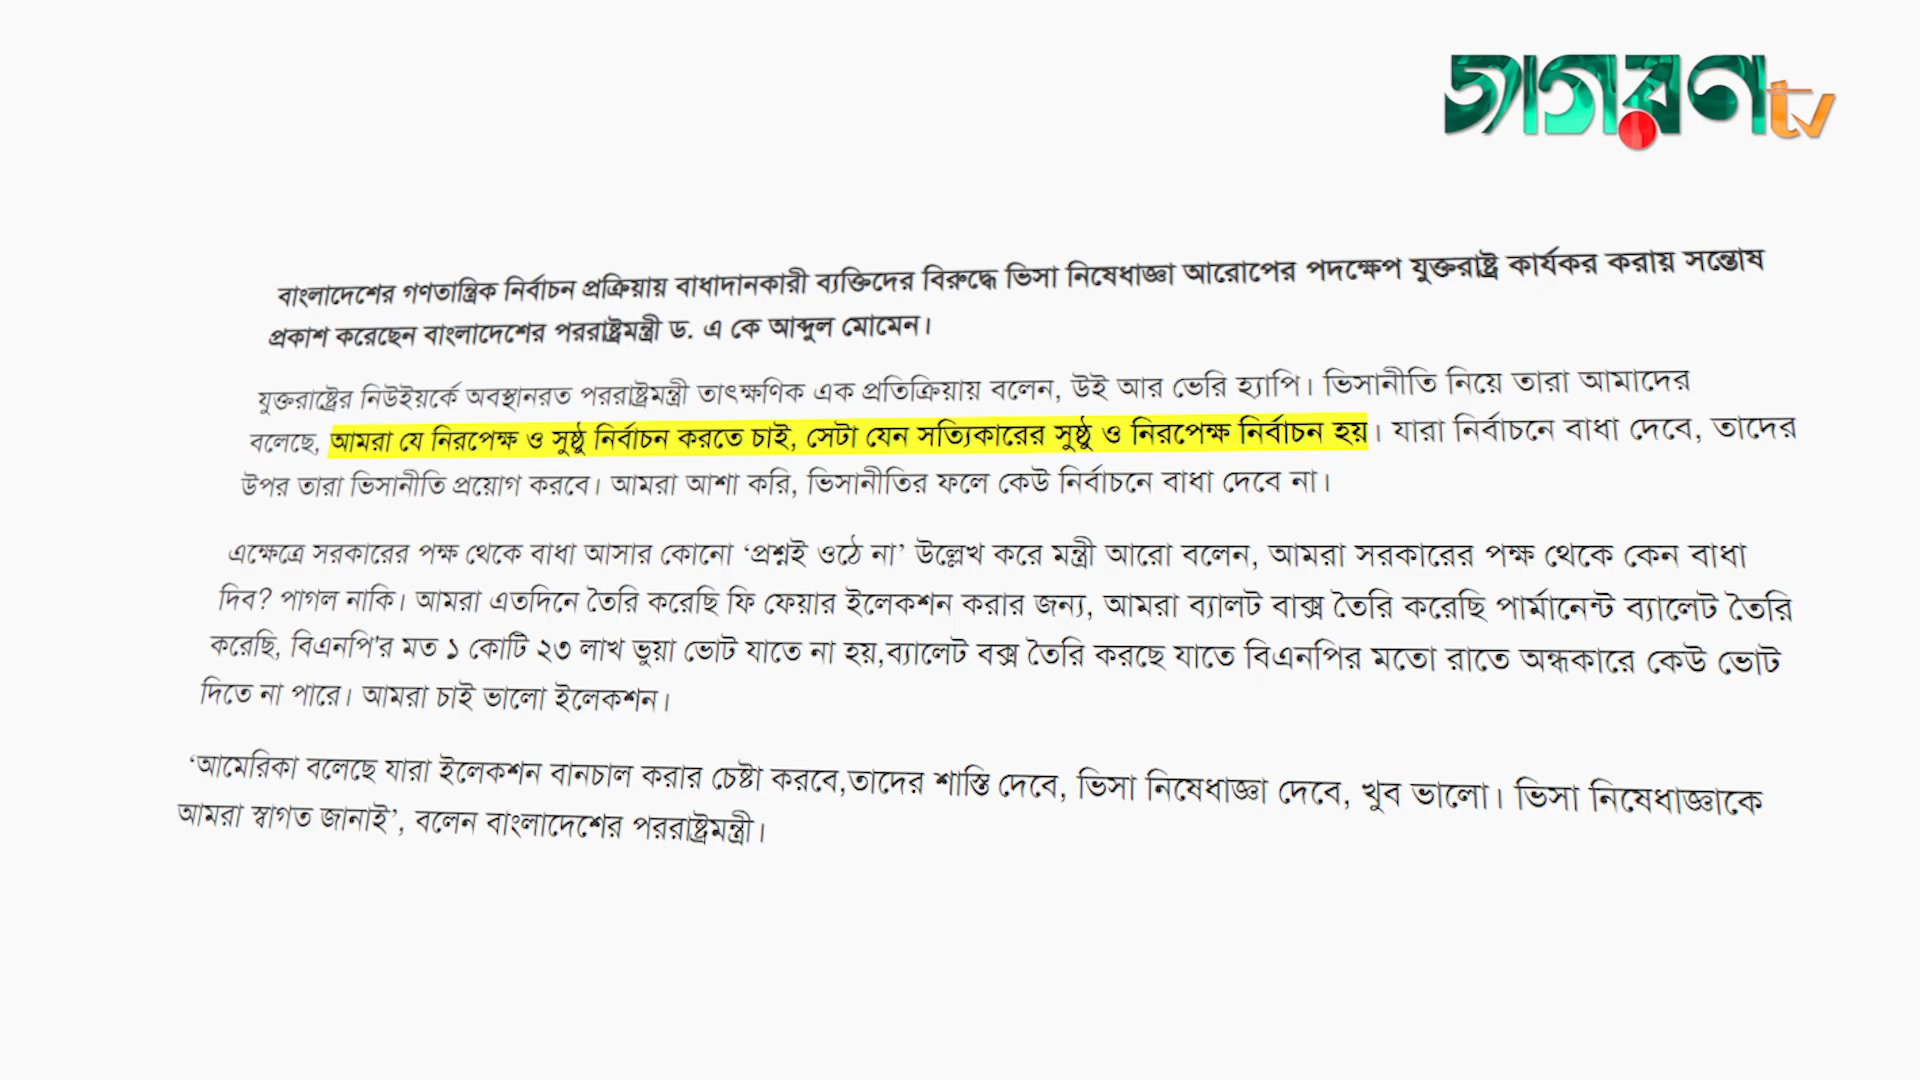 জাগরণ tv
বাংলাদেশের গণতান্ত্রিক নির্বাচন প্রক্রিয়ায় বাধাদানকারী ব্যক্তিদের বিরুদ্ধে ভিসা নিষেধাজ্ঞা আরোপের পদক্ষেপ যুক্তরাষ্ট্র কার্যকর করায় সন্তোষ
প্রকাশ করেছেন বাংলাদেশের পররাষ্ট্রমন্ত্রী ড. এ কে আব্দুল মোমেন।
যুক্তরাষ্ট্রের নিউইয়র্কে অবস্থানরত পররাষ্ট্রমন্ত্রী তাৎক্ষণিক এক প্রতিক্রিয়ায় বলেন, উই আর ভেরি হ্যাপি। ভিসানীতি নিয়ে তারা আমাদের
বলেছে, আমরা যে নিরপেক্ষ ও সুষ্ঠু নির্বাচন করতে চাই, সেটা যেন সত্যিকারের সুষ্ঠু ও নিরপেক্ষ নির্বাচন হয়। যারা নির্বাচনে বাধা দেবে, তাদের
উপর তারা ভিসানীতি প্রয়োগ করবে। আমরা আশা করি, ভিসানীতির ফলে কেউ নির্বাচনে বাধা দেবে না।
এক্ষেত্রে সরকারের পক্ষ থেকে বাধা আসার কোনো ‘প্রশ্নই ওঠে না’ উল্লেখ করে মন্ত্রী আরো বলেন, আমরা সরকারের পক্ষ থেকে কেন বাধা
দিব? পাগল নাকি। আমরা এতদিনে তৈরি করেছি ফি ফেয়ার ইলেকশন করার জন্য, আমরা ব্যালট বাক্স তৈরি করেছি পার্মানেন্ট ব্যালেট তৈরি
করেছি, বিএনপি'র মত ১ কোটি ২৩ লাখ ভুয়া ভোট যাতে না হয়,ব্যালেট বক্স তৈরি করছে যাতে বিএনপির মতো রাতে অন্ধকারে কেউ ভোট
দিতে না পারে। আমরা চাই ভালো ইলেকশন।
‘আমেরিকা বলেছে যারা ইলেকশন বানচাল করার চেষ্টা করবে,তাদের শাস্তি দেবে, ভিসা নিষেধাজ্ঞা দেবে, খুব ভালো। ভিসা নিষেধাজ্ঞাকে
আমরা স্বাগত জানাই’, বলেন বাংলাদেশের পররাষ্ট্রমন্ত্রী।